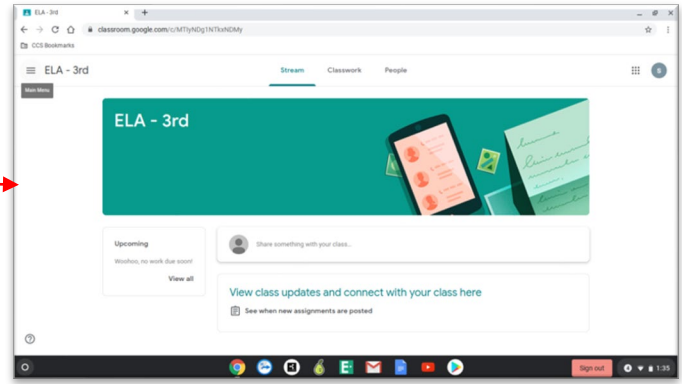 ELA - 3rd
classroom.google.com/c/MTIyNDg1NTkxNDMy
CCS Bookmarks
ELA - 3rd
Stream Classwork People
Main Menu
ELA - 3rd
Upcoming
Woohoo, no work due soon!
View all
Share something with your class...
View class updates and connect with your class here
See when new assignments are posted
Sign out
1:35